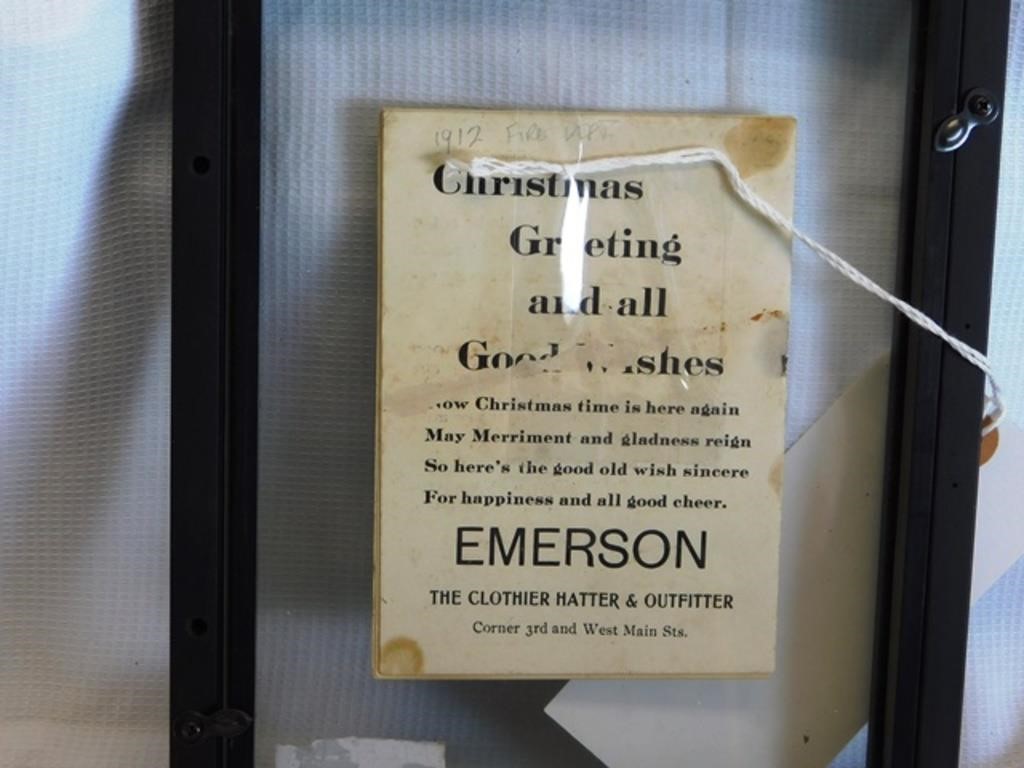 1912 FIRE DEPT
Christmas
Greeting
and all
Good Wishes
Now Christmas time is here again
May Merriment and gladness reign
So here's the good old wish sincere
For happiness and all good cheer.
EMERSON
THE CLOTHIER HATTER & OUTFITTER
Corner 3rd and West Main Sts.